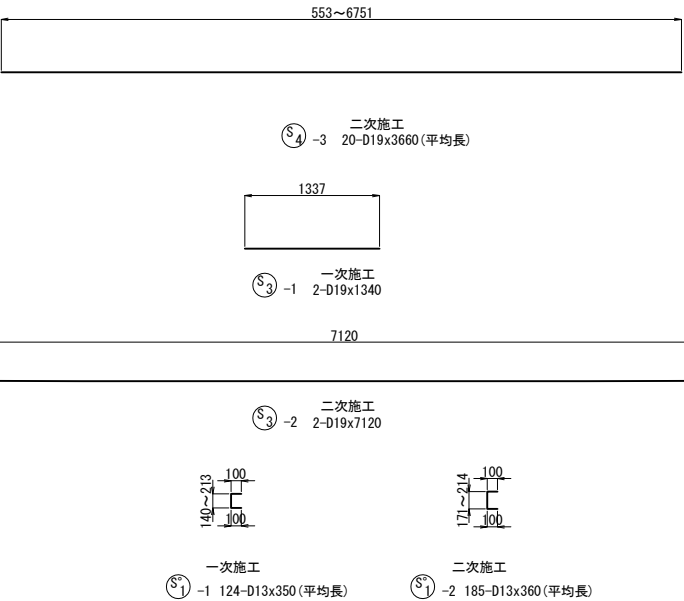 553～6751
二次施工
S4 -3 20-D19x3660(平均長)
1337
一次施工
S3 -1 2-D19x1340
7120
二次施工
S3 -2 2-D19x7120
100
140～213
100
一次施工
S°1 -1 124-D13x350(平均長)
100
171～214
100
二次施工
S°1 -2 185-D13x360(平均長)